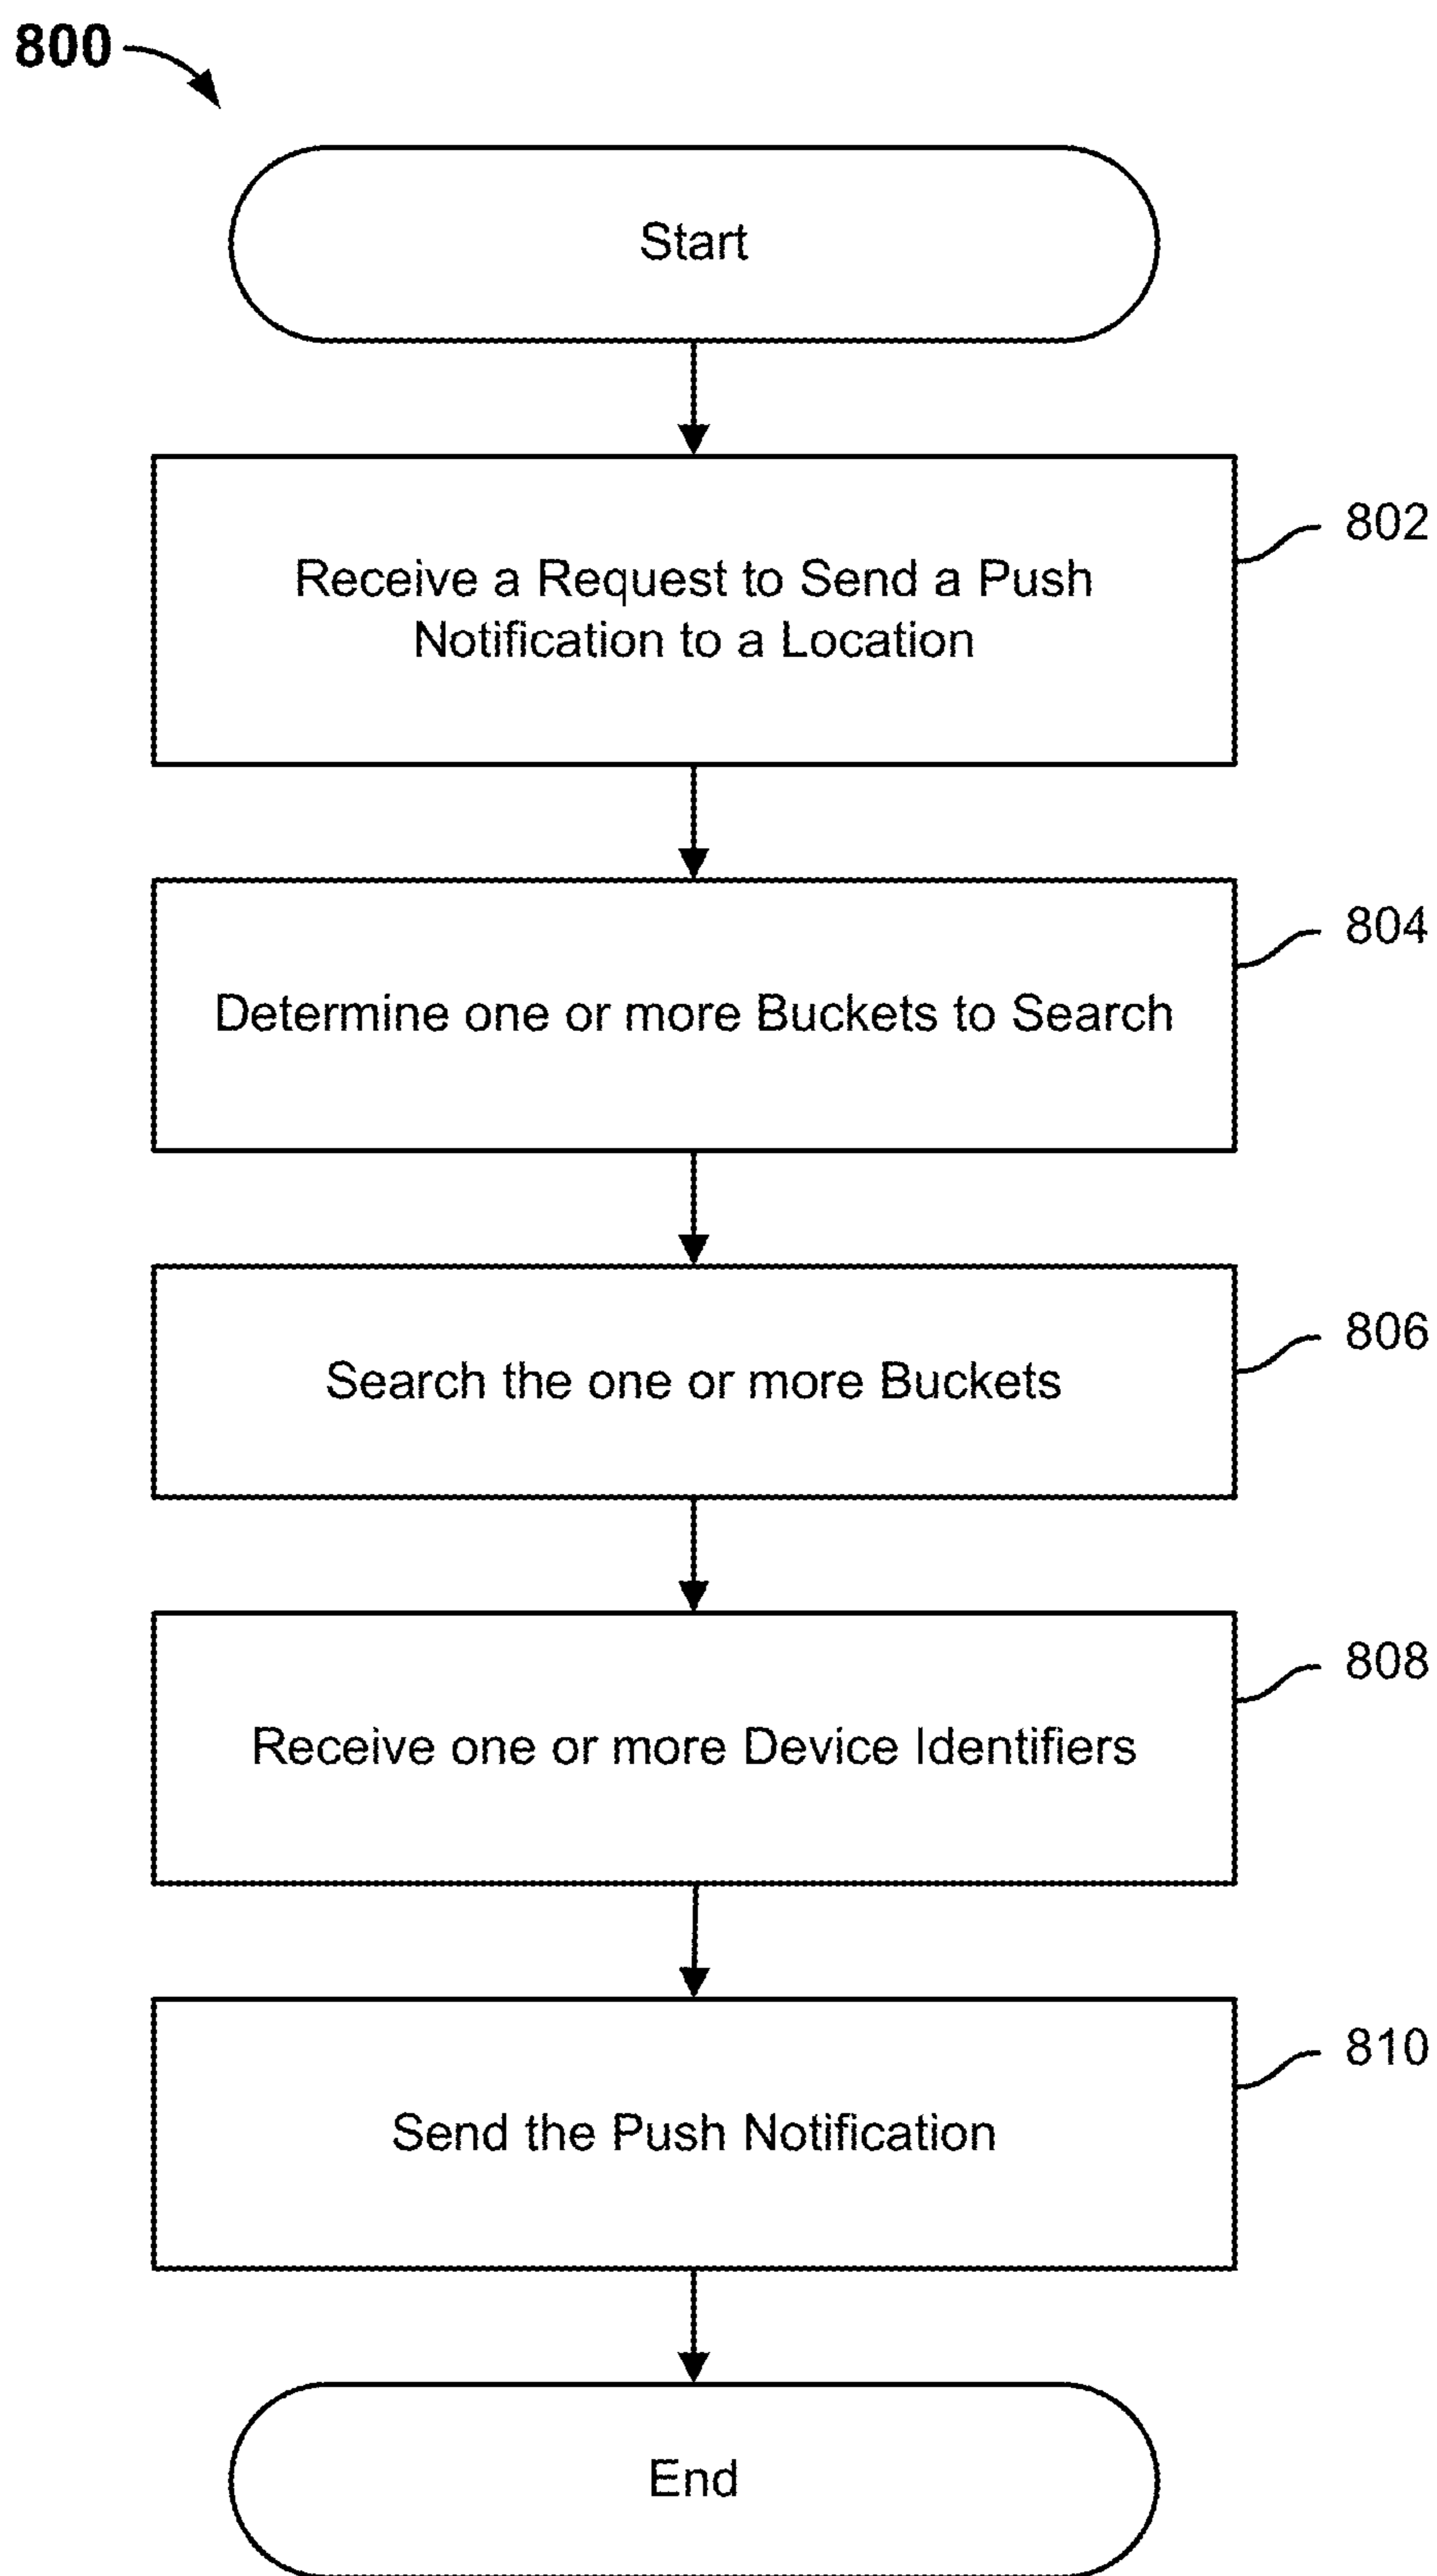 800
Start
Receive a Request to Send a Push
Notification to a Location
802
Determine one or more Buckets to Search
804
Search the one or more Buckets
806
Receive one or more Device Identifiers
808
Send the Push Notification
810
End